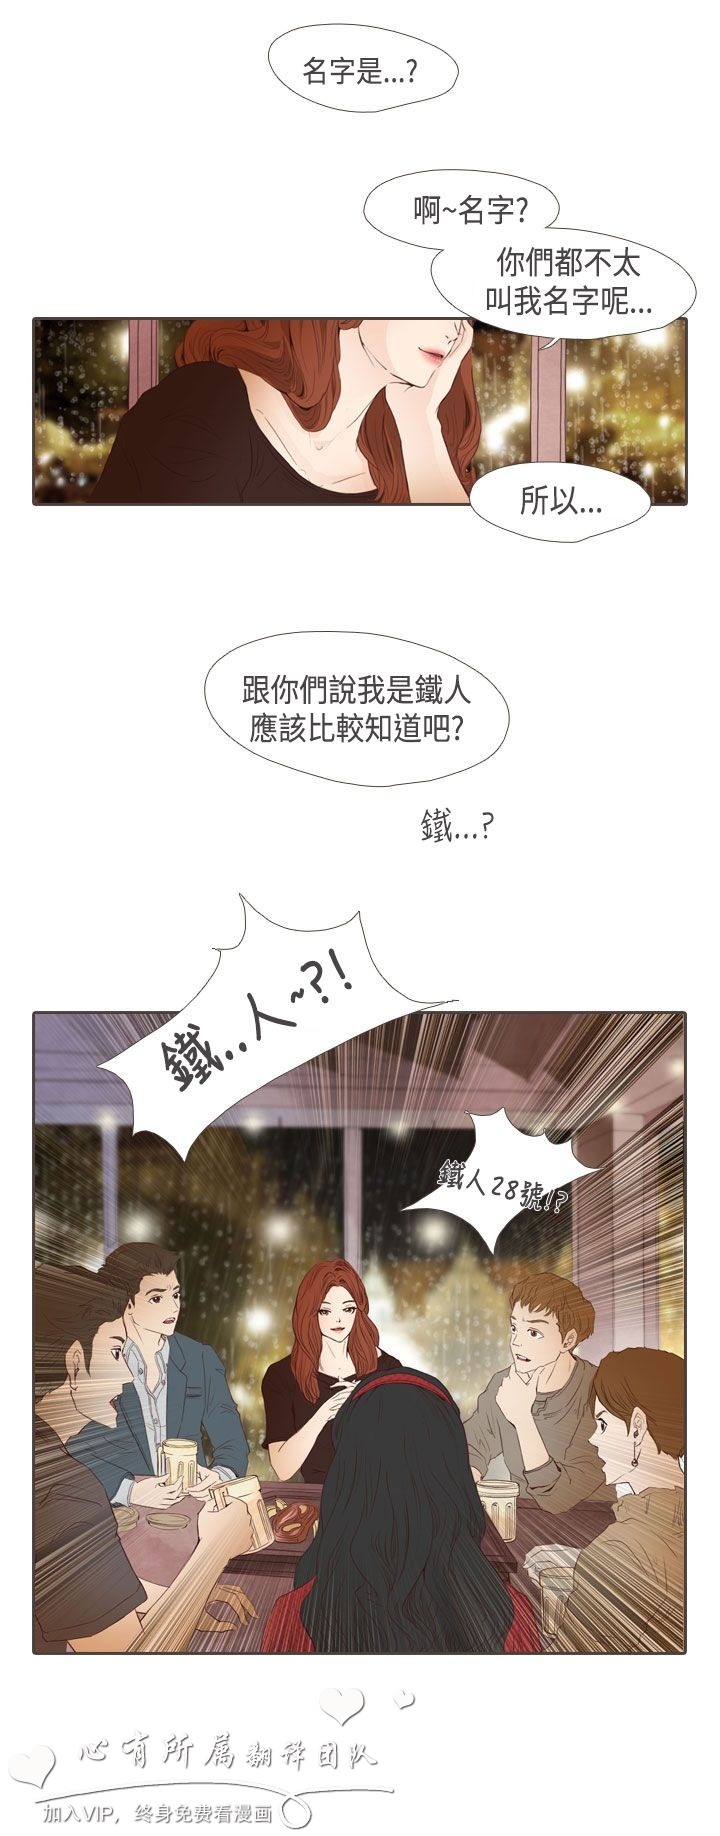 名字是...?
啊~名字?
你們都不太
叫我名字呢...
所以...
跟你們說我是鐵人
應該比較知道吧?
鐵...?
鐵..人~?!
鐵人28號!?
心有所属翻译团队
加入VIP，终身免费看漫画